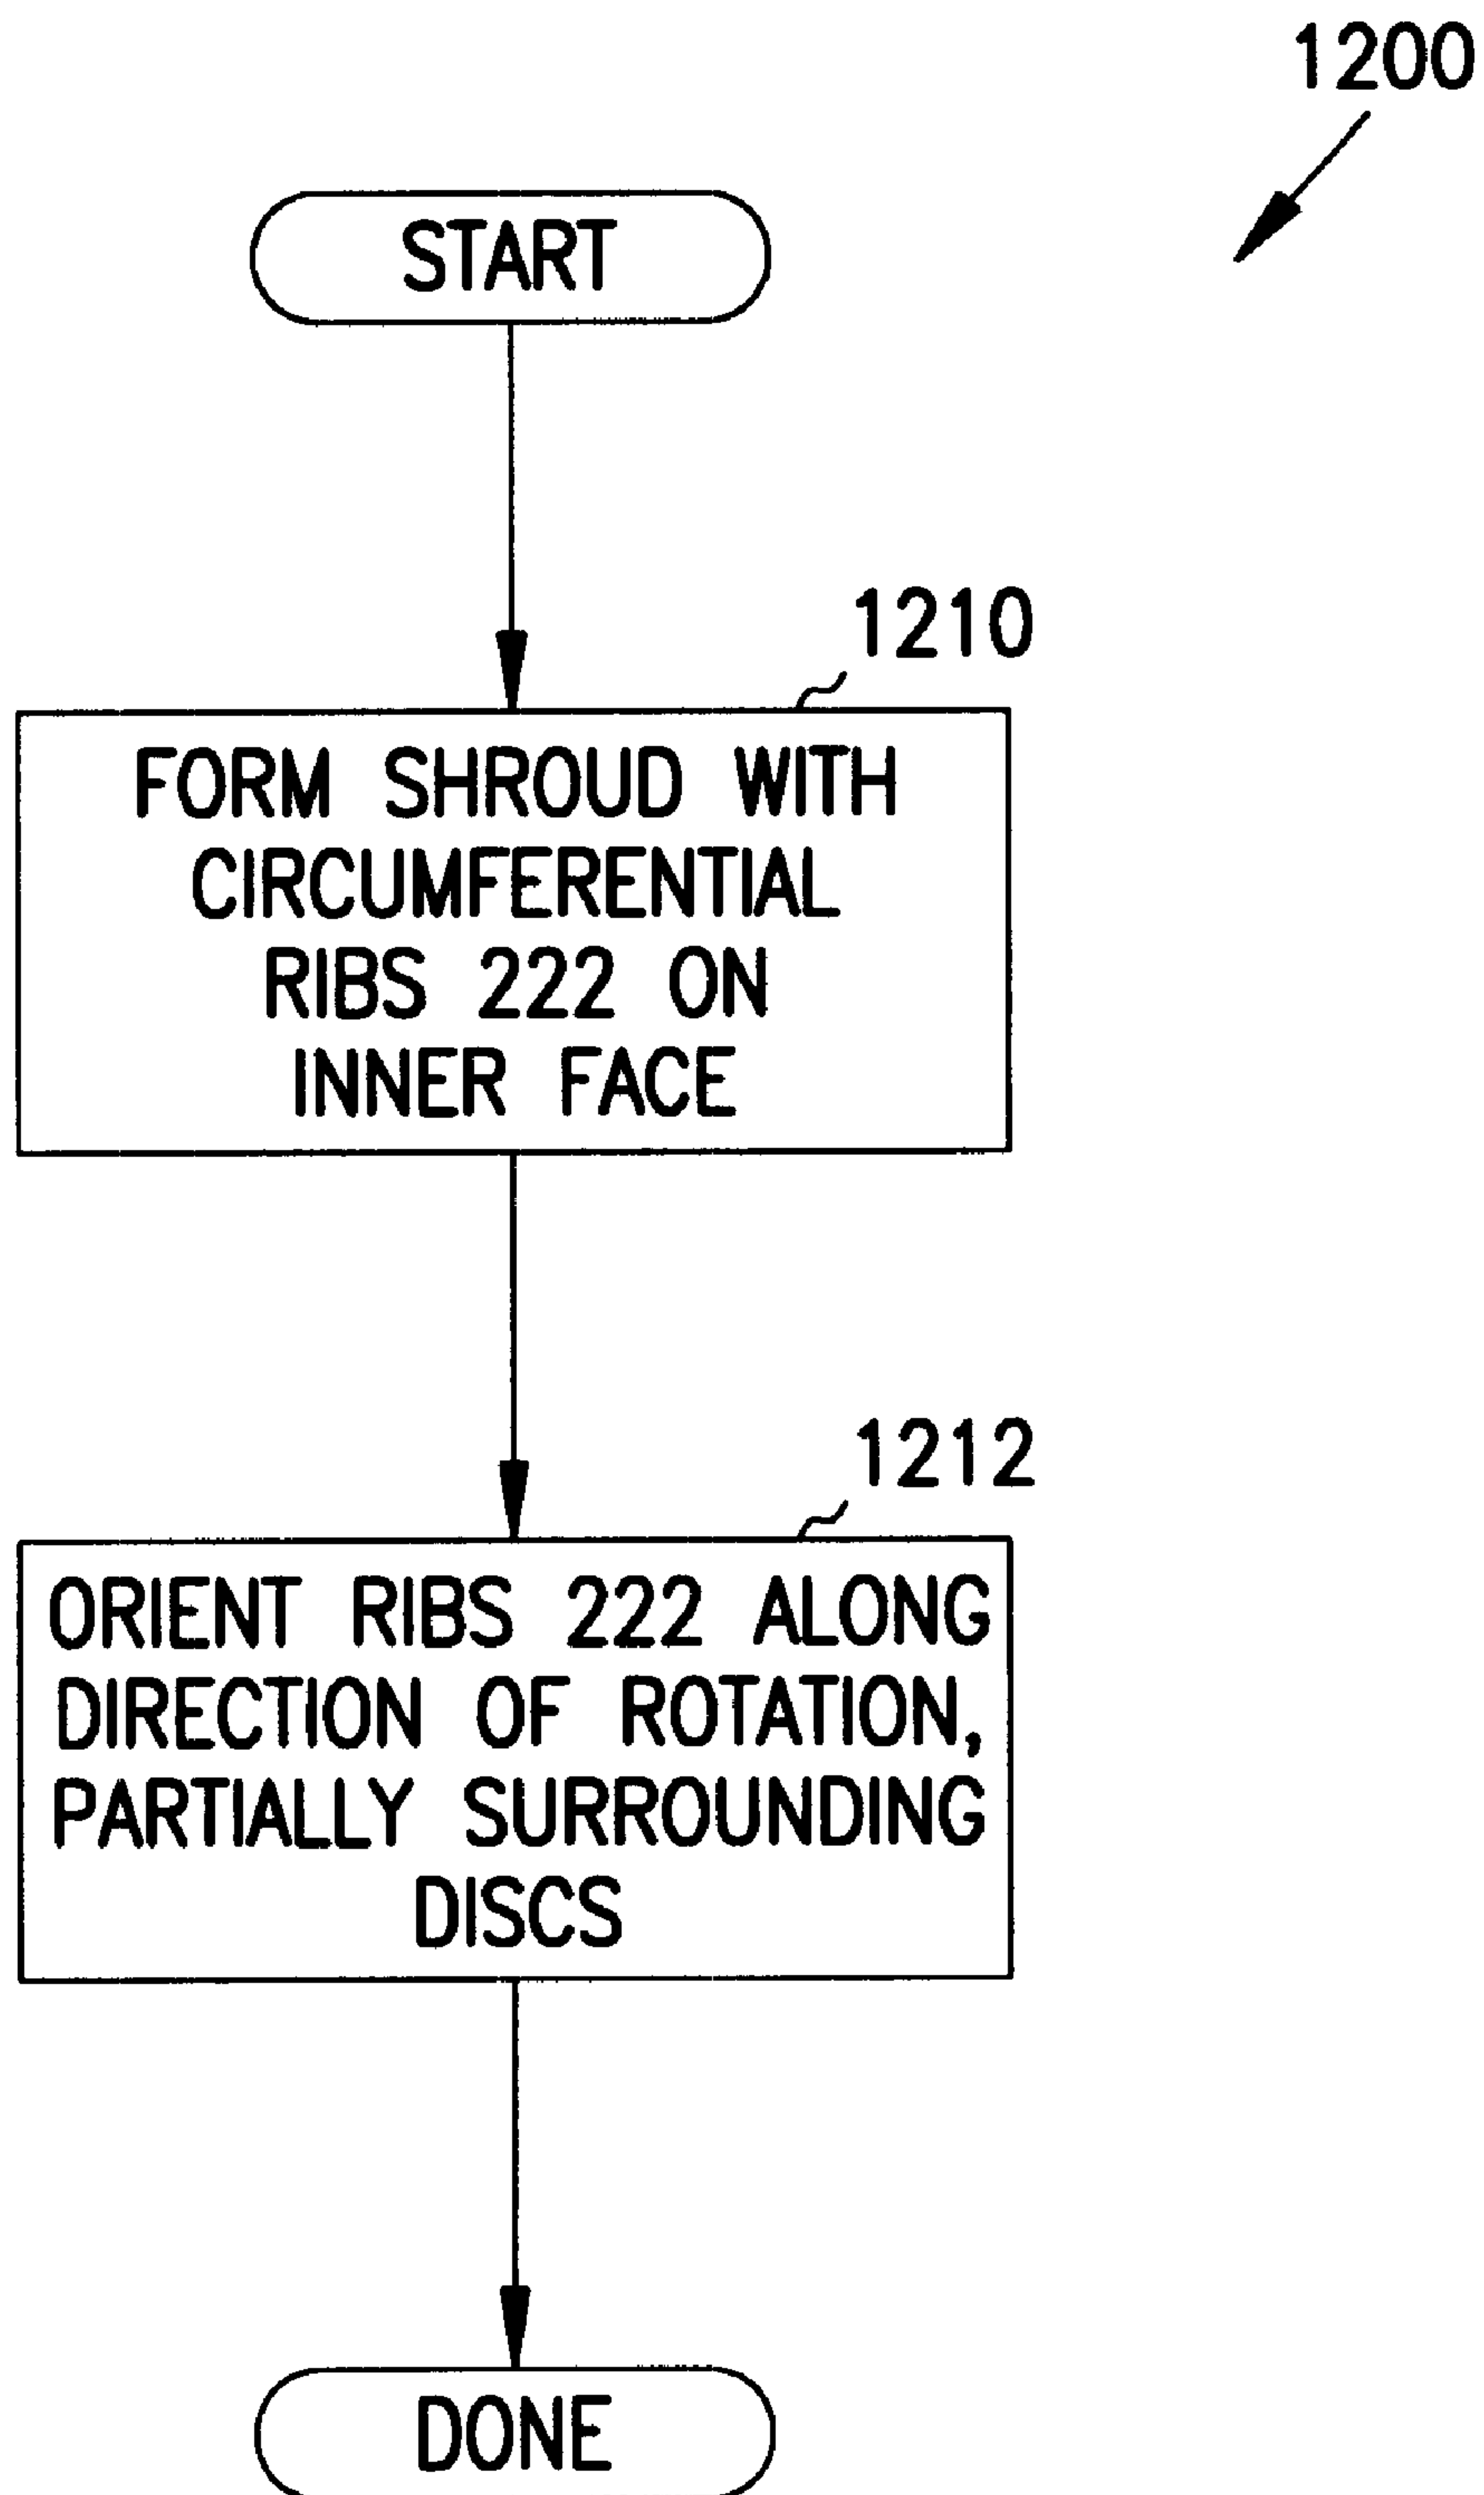 1200
START
1210
FORM SHROUD WITH
CIRCUMFERENTIAL
RIBS 222 ON
INNER FACE
1212
ORIENT RIBS 222 ALONG
DIRECTION OF ROTATION,
PARTIALLY SURROUNDING
DISCS
DONE